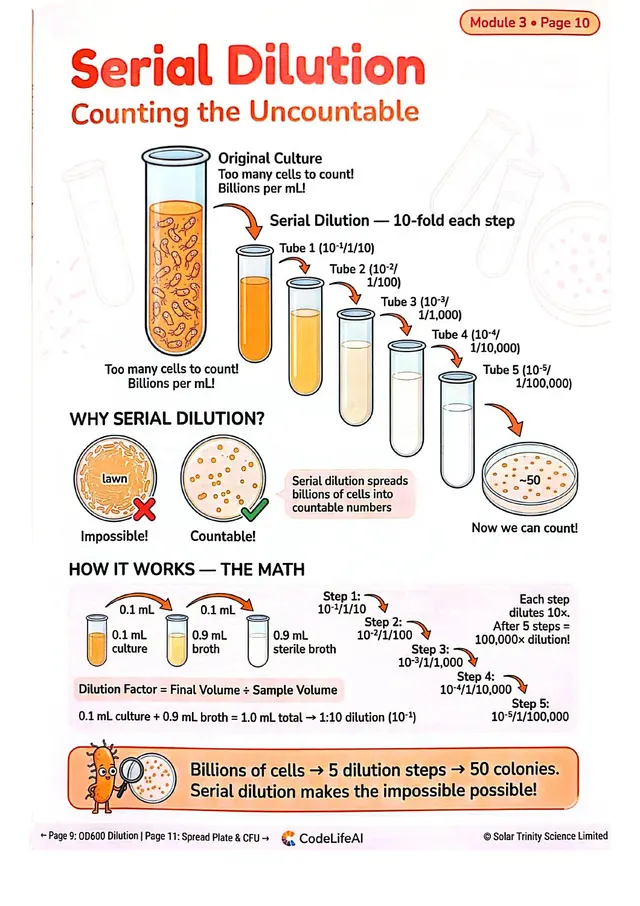 Module 3 • Page 10
Serial Dilution
Counting the Uncountable
Original Culture
Too many cells to count!
Billions per mL!
Serial Dilution — 10-fold each step
Tube 1 (10⁻¹/1/10)
Tube 2 (10⁻²/
1/100)
Tube 3 (10⁻³/
1/1,000)
Tube 4 (10⁻⁴/
1/10,000)
Tube 5 (10⁻⁵/
1/100,000)
Too many cells to count!
Billions per mL!
WHY SERIAL DILUTION?
lawn
Impossible!
Countable!
Serial dilution spreads
billions of cells into
countable numbers
~50
Now we can count!
HOW IT WORKS — THE MATH
0.1 mL
0.1 mL
0.1 mL
culture
0.9 mL
broth
0.9 mL
sterile broth
Step 1:
10⁻¹/1/10
Step 2:
10⁻²/1/100
Step 3:
10⁻³/1/1,000
Step 4:
10⁻⁴/1/10,000
Step 5:
10⁻⁵/1/100,000
Each step
dilutes 10x.
After 5 steps =
100,000× dilution!
Dilution Factor = Final Volume ÷ Sample Volume
0.1 mL culture + 0.9 mL broth = 1.0 mL total → 1:10 dilution (10⁻¹)
Billions of cells → 5 dilution steps → 50 colonies.
Serial dilution makes the impossible possible!
← Page 9: OD600 Dilution | Page 11: Spread Plate & CFU →
CodeLifeAI
© Solar Trinity Science Limited